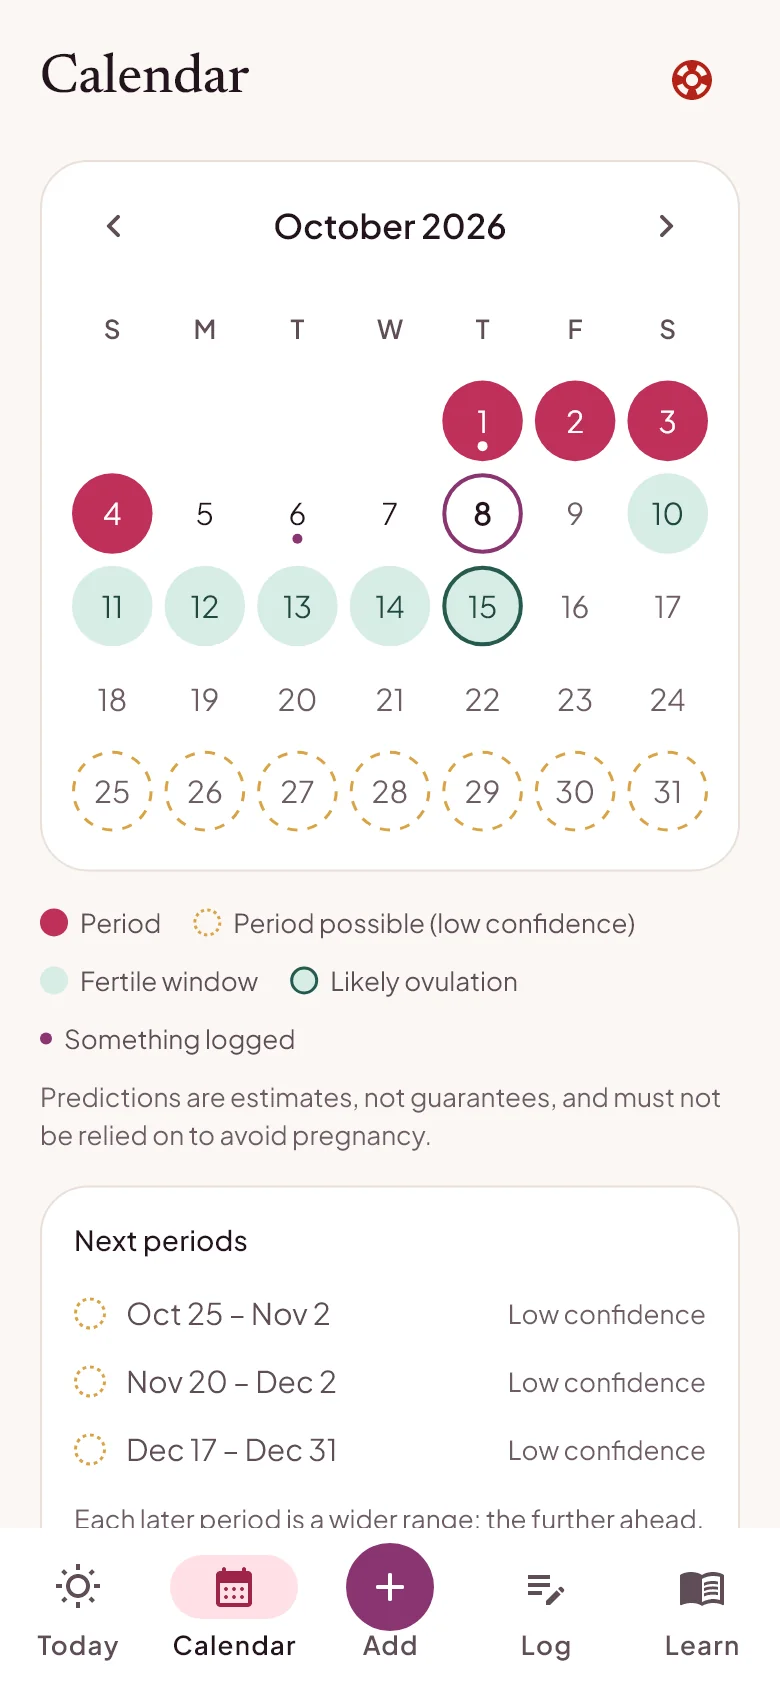 Calendar
October 2026
S M T W T F S
1 2 3
4 5 6 7 8 9 10
11 12 13 14 15 16 17
18 19 20 21 22 23 24
25 26 27 28 29 30 31
Period Period possible (low confidence)
Fertile window Likely ovulation
Something logged
Predictions are estimates, not guarantees, and must not
be relied on to avoid pregnancy.
Next periods
Oct 25 – Nov 2 Low confidence
Nov 20 – Dec 2 Low confidence
Dec 17 – Dec 31 Low confidence
Each later period is a wider range: the further ahead,
Today Calendar Add Log Learn